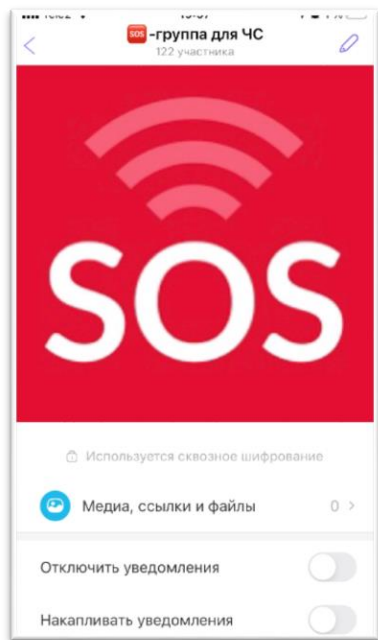 SOS -группа для ЧС
122 участника
SOS
Используется сквозное шифрование
Медиа, ссылки и файлы 0
Отключить уведомления
Накапливать уведомления